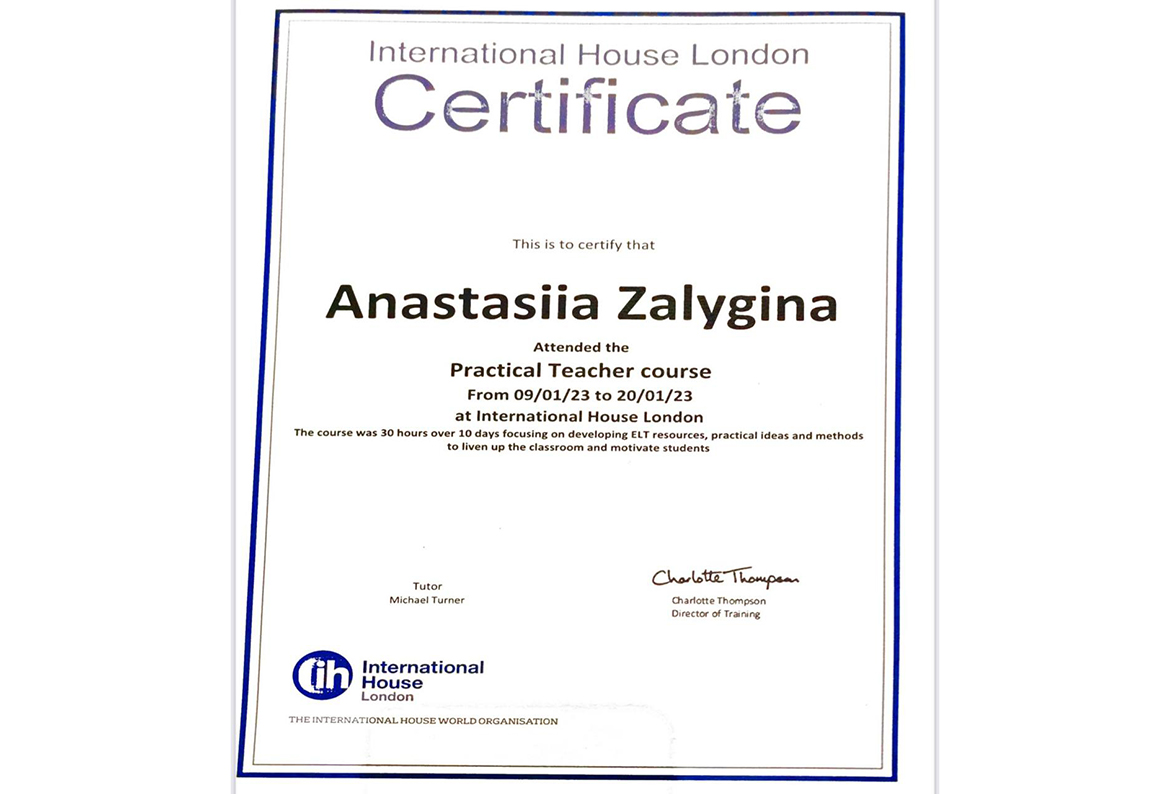 International House London
Certificate
This is to certify that
Anastasiia Zalygina
Attended the
Practical Teacher course
From 09/01/23 to 20/01/23
at International House London
The course was 30 hours over 10 days focusing on developing ELT resources, practical ideas and methods
to liven up the classroom and motivate students
Tutor
Michael Turner
Charlotte Thompson
Charlotte Thompson
Director of Training
ih
International
House
London
THE INTERNATIONAL HOUSE WORLD ORGANISATION